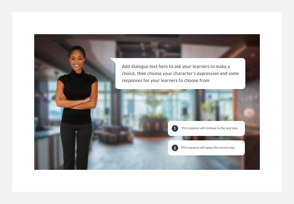 Add dialogue text here to ask your learners to make a
choice, then choose your character's expression and some
responses for your learners to choose from.
1 This response will continue to the next step.
2 This response will replay the current step.